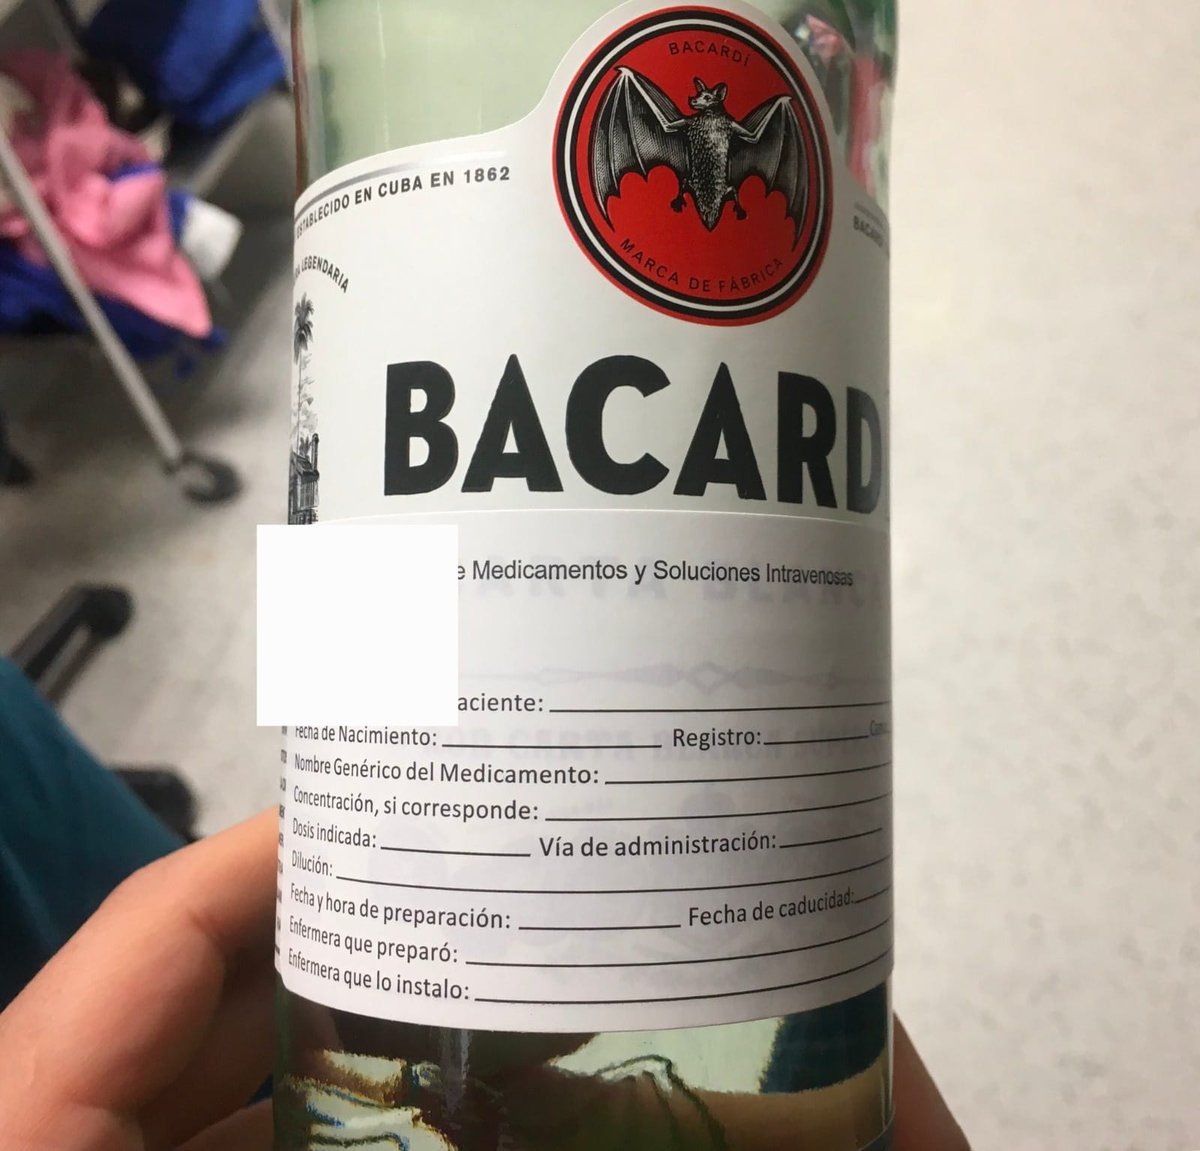 BACARDÍ
MARCA DE FÁBRICA
ESTABLECIDO EN CUBA EN 1862
LEGENDARIA
BACARD
e Medicamentos y Soluciones Intravenosas
aciente:
Fecha de Nacimiento: Registro:
Nombre Genérico del Medicamento:
Concentración, si corresponde:
Dosis indicada: Vía de administración:
Dilución:
Fecha y hora de preparación: Fecha de caducidad:
Enfermera que preparó:
Enfermera que lo instalo: